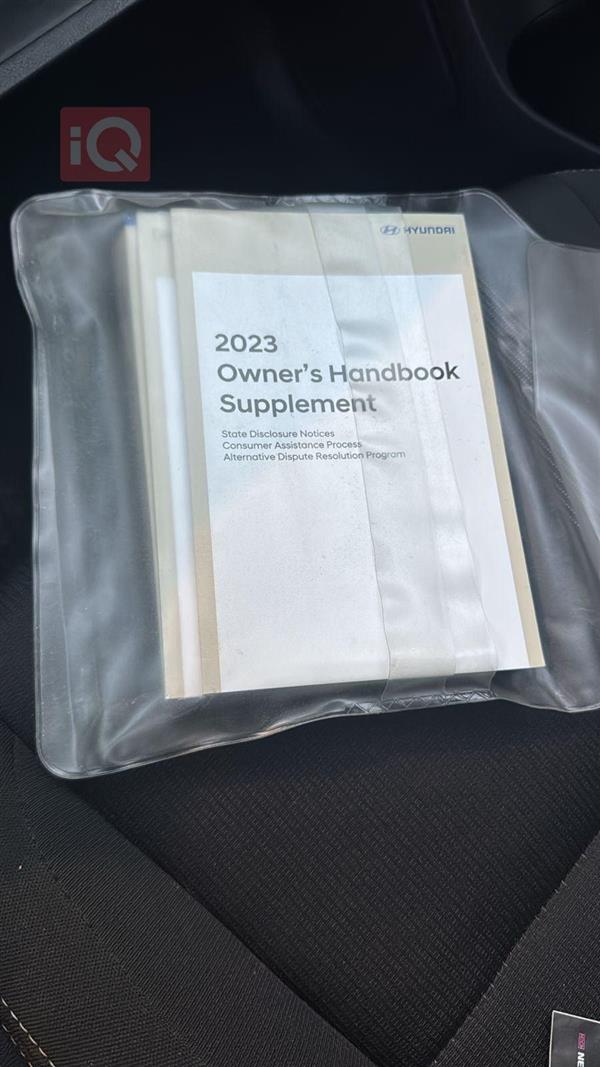 iQ
HYUNDAI
2023
Owner's Handbook
Supplement
State Disclosure Notices
Consumer Assistance Process
Alternative Dispute Resolution Program